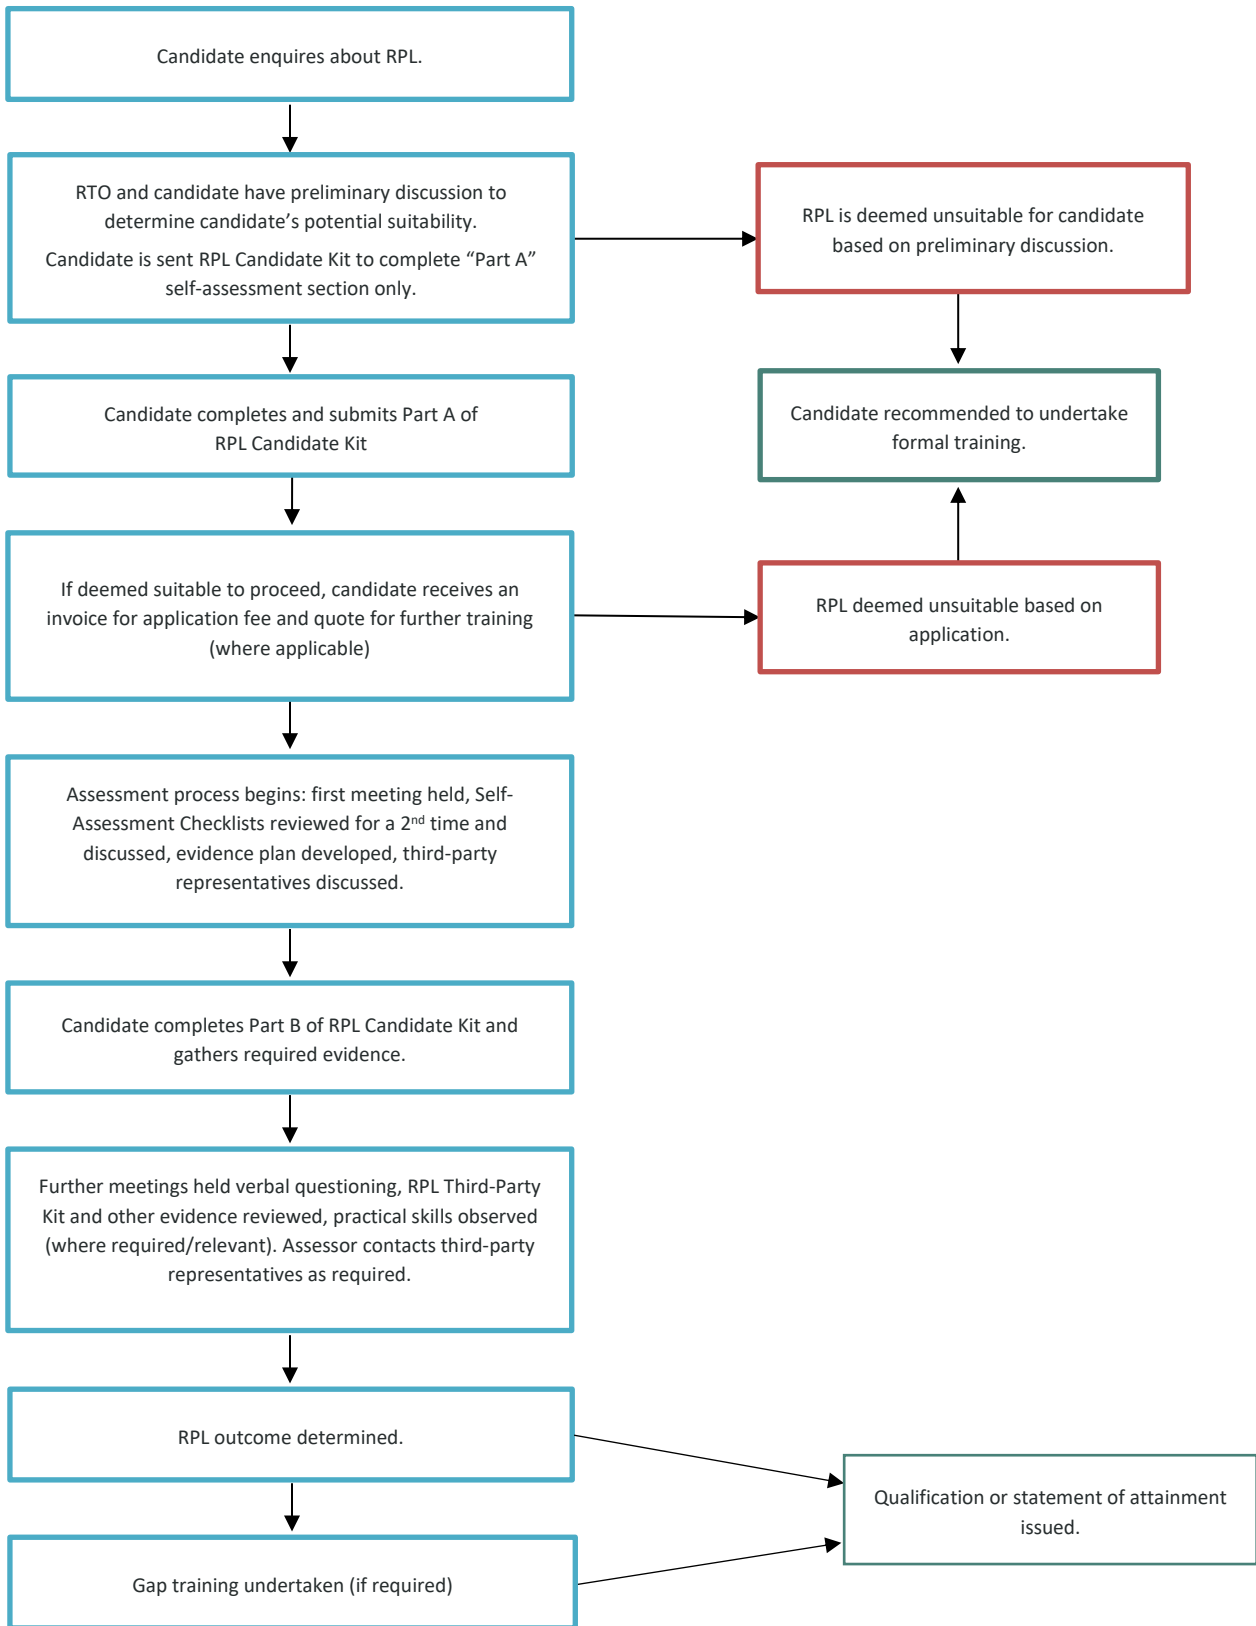 Candidate enquires about RPL.
RTO and candidate have preliminary discussion to
determine candidate’s potential suitability.
Candidate is sent RPL Candidate Kit to complete “Part A”
self-assessment section only.
RPL is deemed unsuitable for candidate
based on preliminary discussion.
Candidate completes and submits Part A of
RPL Candidate Kit
Candidate recommended to undertake
formal training.
If deemed suitable to proceed, candidate receives an
invoice for application fee and quote for further training
(where applicable)
RPL deemed unsuitable based on
application.
Assessment process begins: first meeting held, Self-
Assessment Checklists reviewed for a 2nd time and
discussed, evidence plan developed, third-party
representatives discussed.
Candidate completes Part B of RPL Candidate Kit and
gathers required evidence.
Further meetings held verbal questioning, RPL Third-Party
Kit and other evidence reviewed, practical skills observed
(where required/relevant). Assessor contacts third-party
representatives as required.
RPL outcome determined.
Qualification or statement of attainment
issued.
Gap training undertaken (if required)